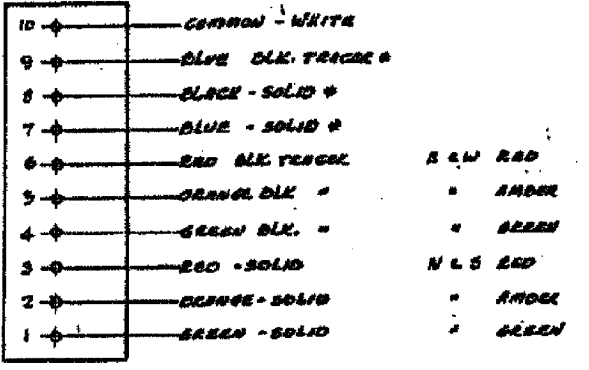 10 COMMON - WHITE
9 BLUE BLK. TRACER *
8 BLACK - SOLID *
7 BLUE - SOLID *
6 RED BLK TRACER E & W RED
5 ORANGE BLK " " AMBER
4 GREEN BLK. " " GREEN
3 RED - SOLID N & S RED
2 ORANGE - SOLID " AMBER
1 GREEN - SOLID " GREEN